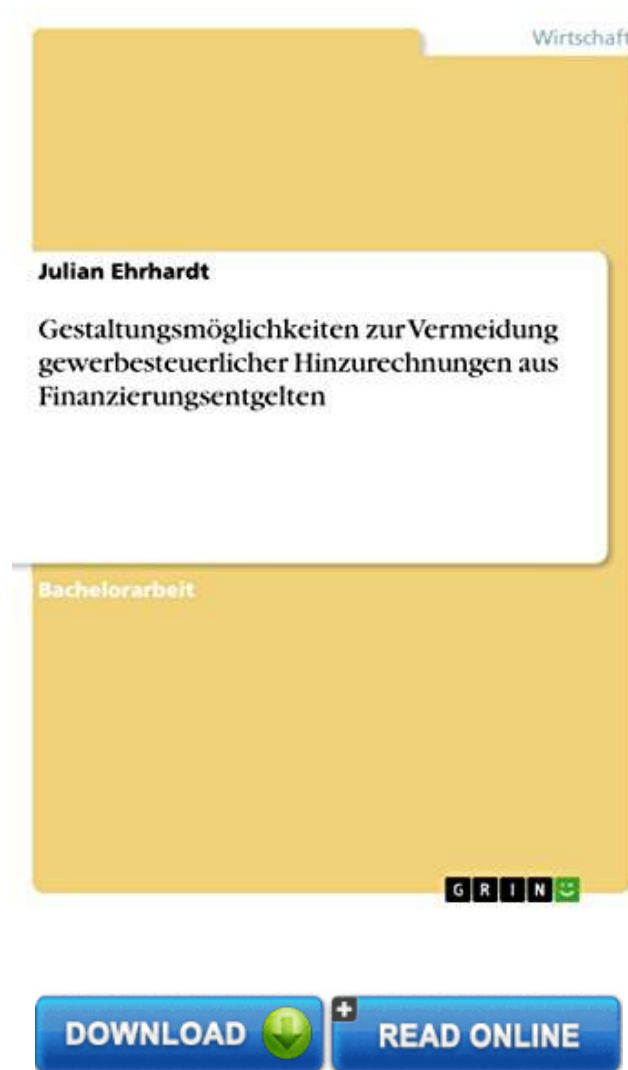 Wirtschaft
Julian Ehrhardt
Gestaltungsmöglichkeiten zur Vermeidung
gewerbesteuerlicher Hinzurechnungen aus
Finanzierungsentgelten
Bachelorarbeit
GRIN
DOWNLOAD
READ ONLINE